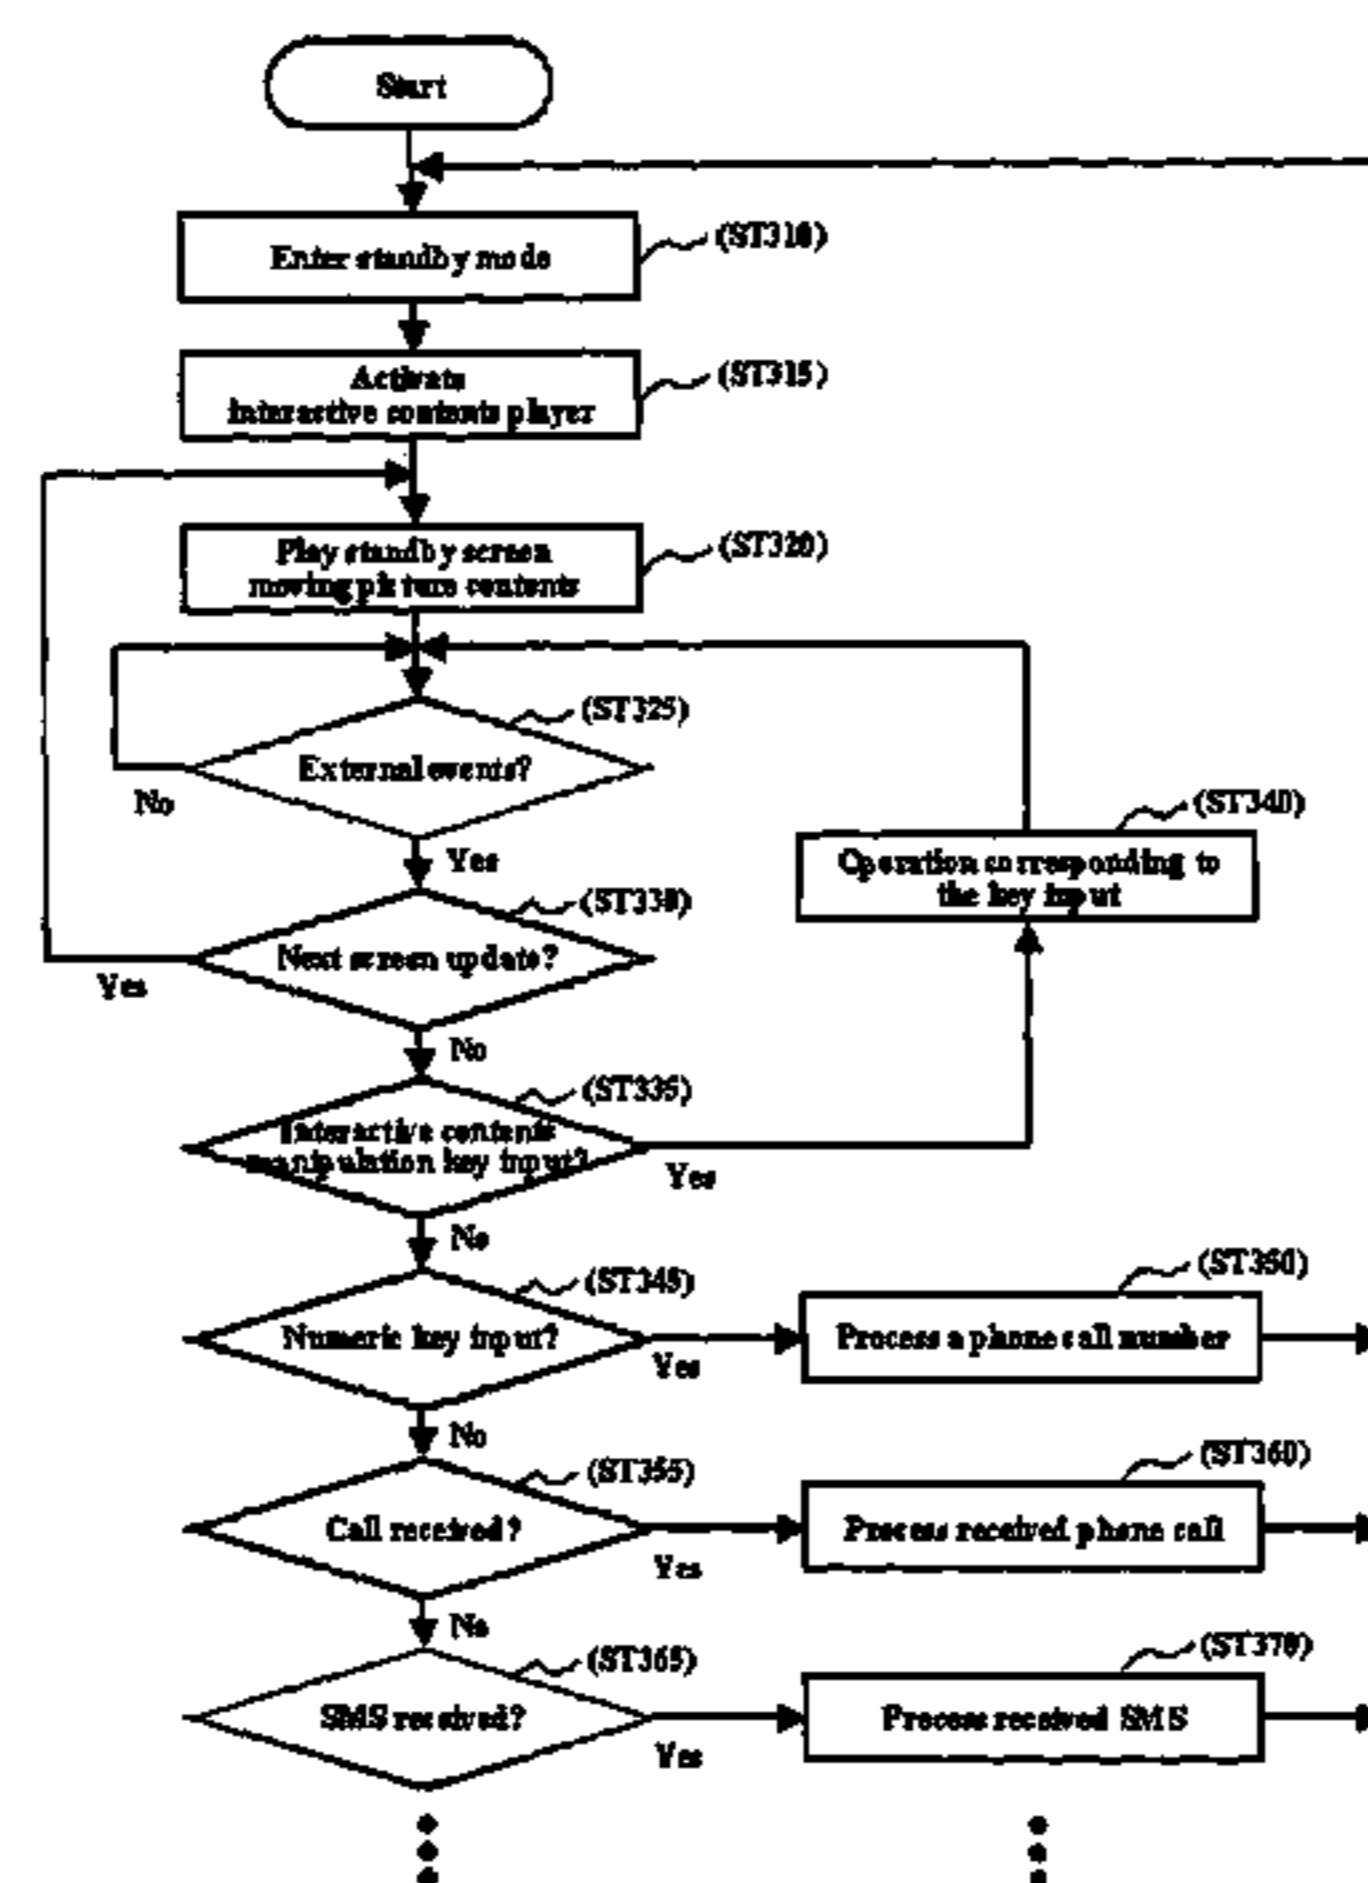 Start
Enter standby mode
(ST310)
Activate
interactive contents player
(ST315)
Play standby screen
moving picture contents
(ST320)
External events?
(ST325)
No
Yes
Next screen update?
(ST330)
Yes
No
Interactive contents
manipulation key input?
(ST335)
Yes
Operation corresponding to
the key input
(ST340)
No
Numeric key input?
(ST345)
Yes
Process a phone call number
(ST350)
No
Call received?
(ST355)
Yes
Process received phone call
(ST360)
No
SMS received?
(ST365)
Yes
Process received SMS
(ST370)